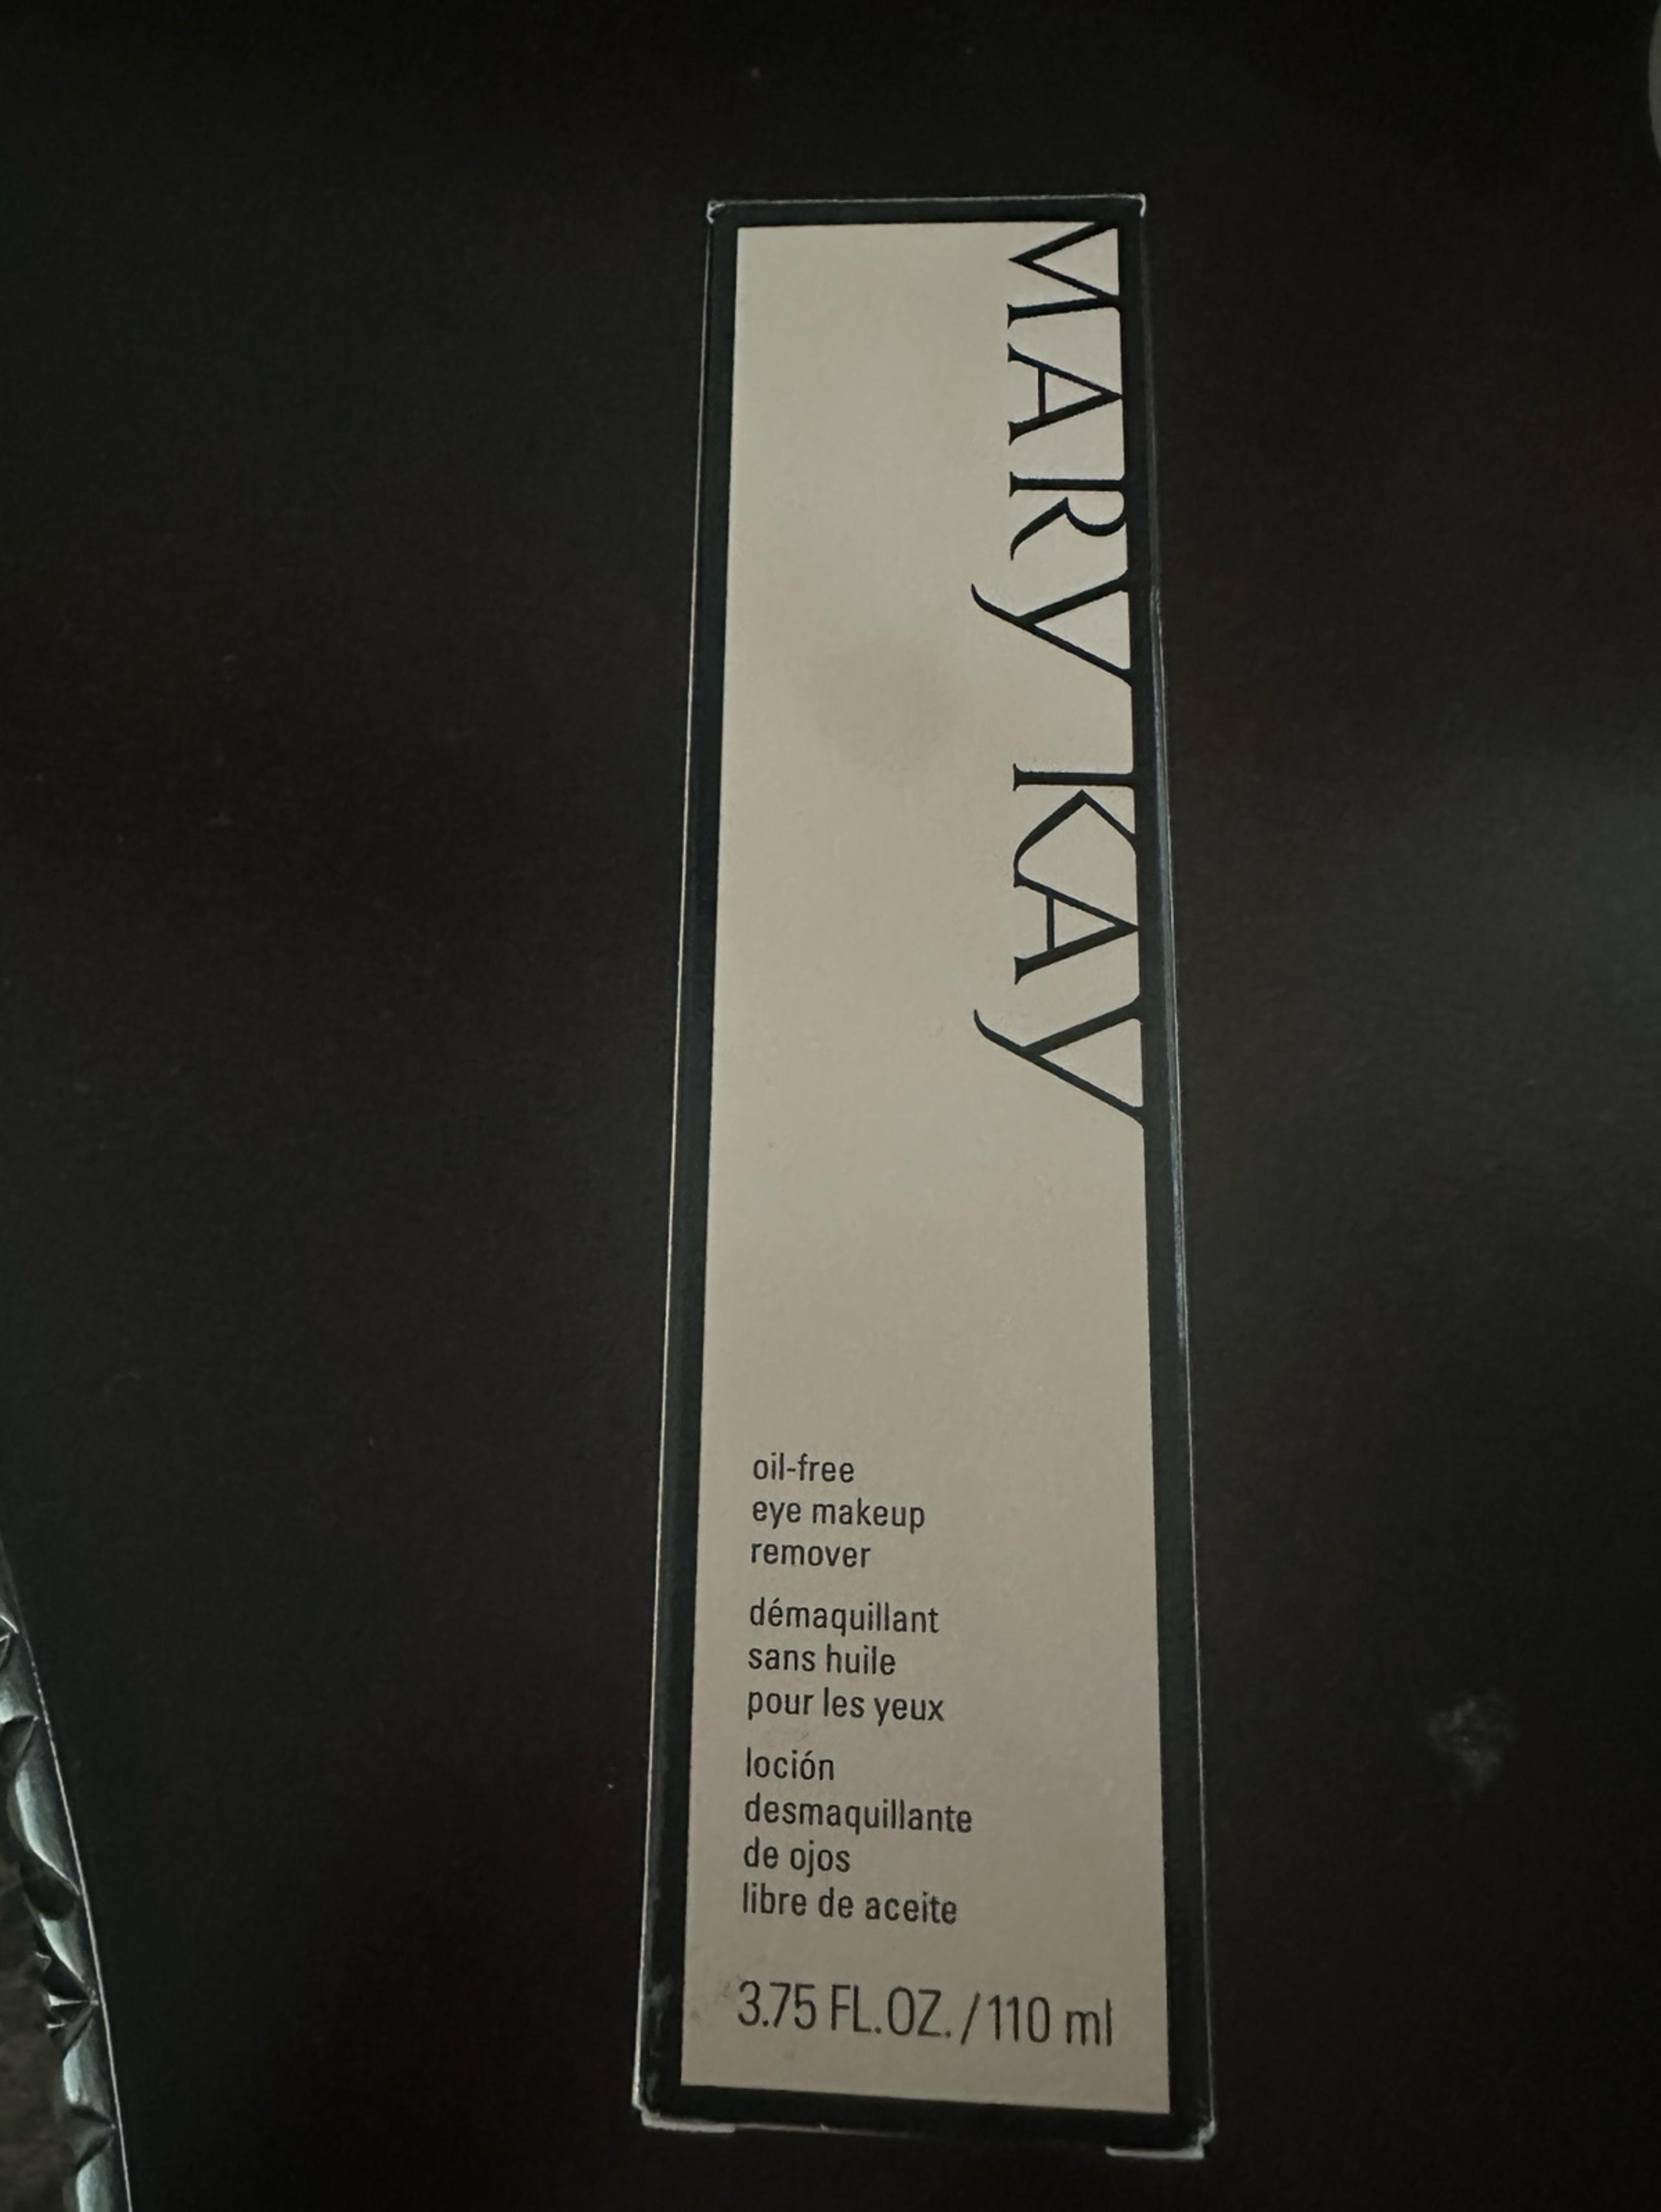 MARY KAY
oil-free
eye makeup
remover
démaquillant
sans huile
pour les yeux
loción
desmaquillante
de ojos
libre de aceite
3.75 FL.OZ./110 ml